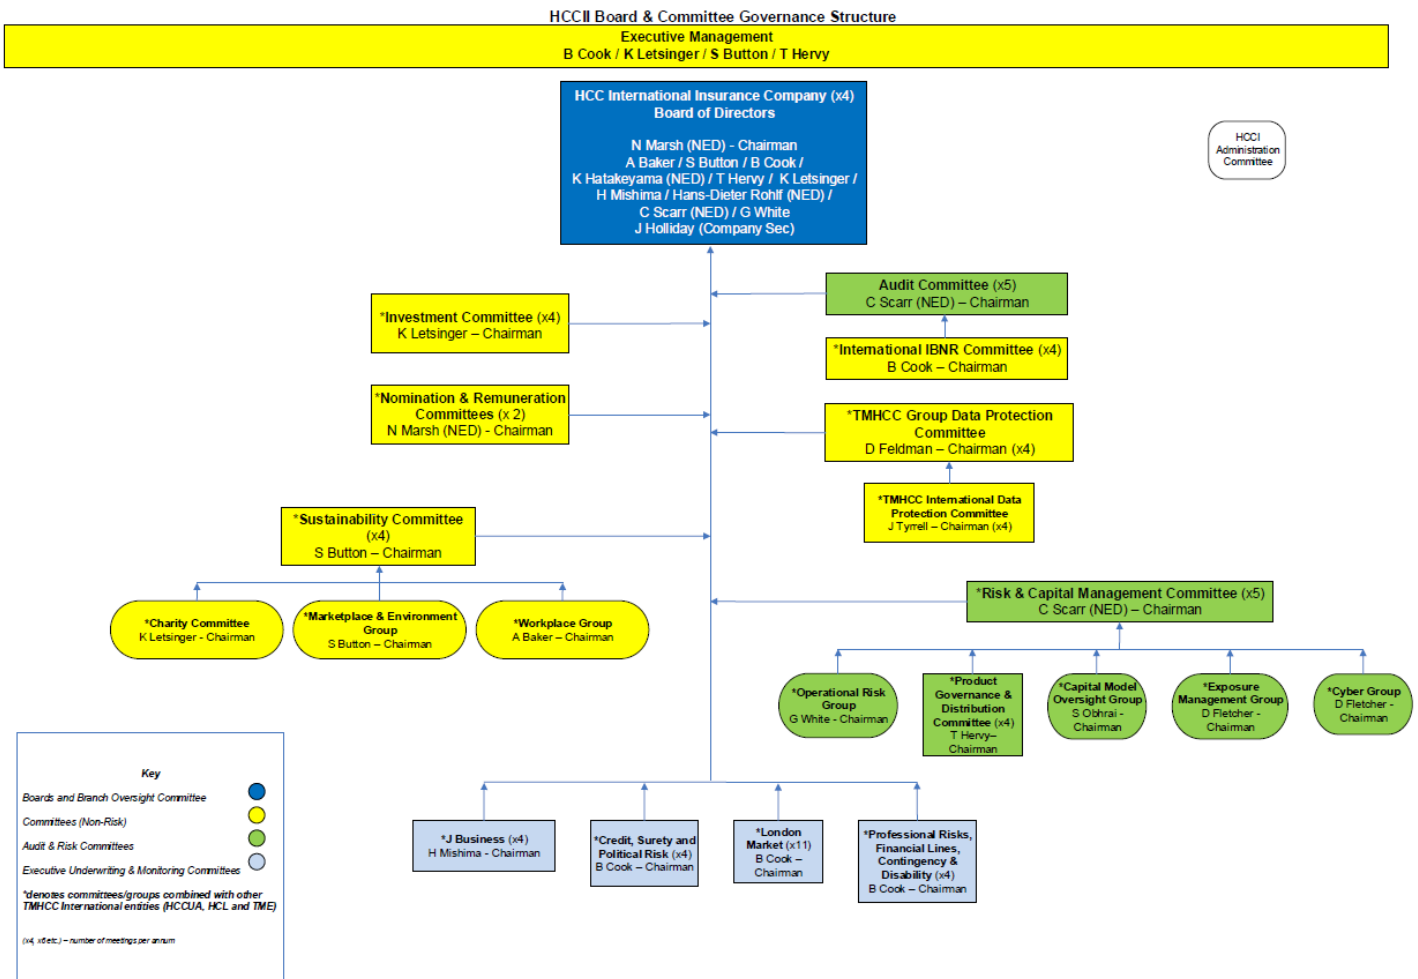 HCCII Board & Committee Governance Structure
Executive Management
B Cook / K Letsinger / S Button / T Hervy
HCC International Insurance Company (x4)
Board of Directors
N Marsh (NED) - Chairman
A Baker / S Button / B Cook /
K Hatakeyama (NED) / T Hervy / K Letsinger /
H Mishima / Hans-Dieter Rohlf (NED) /
C Scarr (NED) / G White
J Holliday (Company Sec)
HCCI
Administration
Committee
Audit Committee (x5)
C Scarr (NED) – Chairman
*Investment Committee (x4)
K Letsinger – Chairman
*International IBNR Committee (x4)
B Cook – Chairman
*Nomination & Remuneration
Committees (x 2)
N Marsh (NED) - Chairman
*TMHCC Group Data Protection
Committee
D Feldman – Chairman (x4)
*TMHCC International Data
Protection Committee
J Tyrrell – Chairman (x4)
*Sustainability Committee
(x4)
S Button – Chairman
*Charity Committee
K Letsinger - Chairman
*Marketplace & Environment
Group
S Button – Chairman
*Workplace Group
A Baker – Chairman
*Risk & Capital Management Committee (x5)
C Scarr (NED) – Chairman
*Operational Risk
Group
G White - Chairman
*Product
Governance &
Distribution
Committee (x4)
T Hervy–
Chairman
*Capital Model
Oversight Group
S Obhrai -
Chairman
*Exposure
Management Group
D Fletcher -
Chairman
*Cyber Group
D Fletcher -
Chairman
Key
Boards and Branch Oversight Committee
Committees (Non-Risk)
Audit & Risk Committees
Executive Underwriting & Monitoring Committees
*denotes committees/groups combined with other
TMHCC International entities (HCCUA, HCL and TME)
(x4, x6 etc.) – number of meetings per annum
*J Business (x4)
H Mishima - Chairman
*Credit, Surety and
Political Risk (x4)
B Cook – Chairman
*London
Market (x11)
B Cook –
Chairman
*Professional Risks,
Financial Lines,
Contingency &
Disability (x4)
B Cook – Chairman